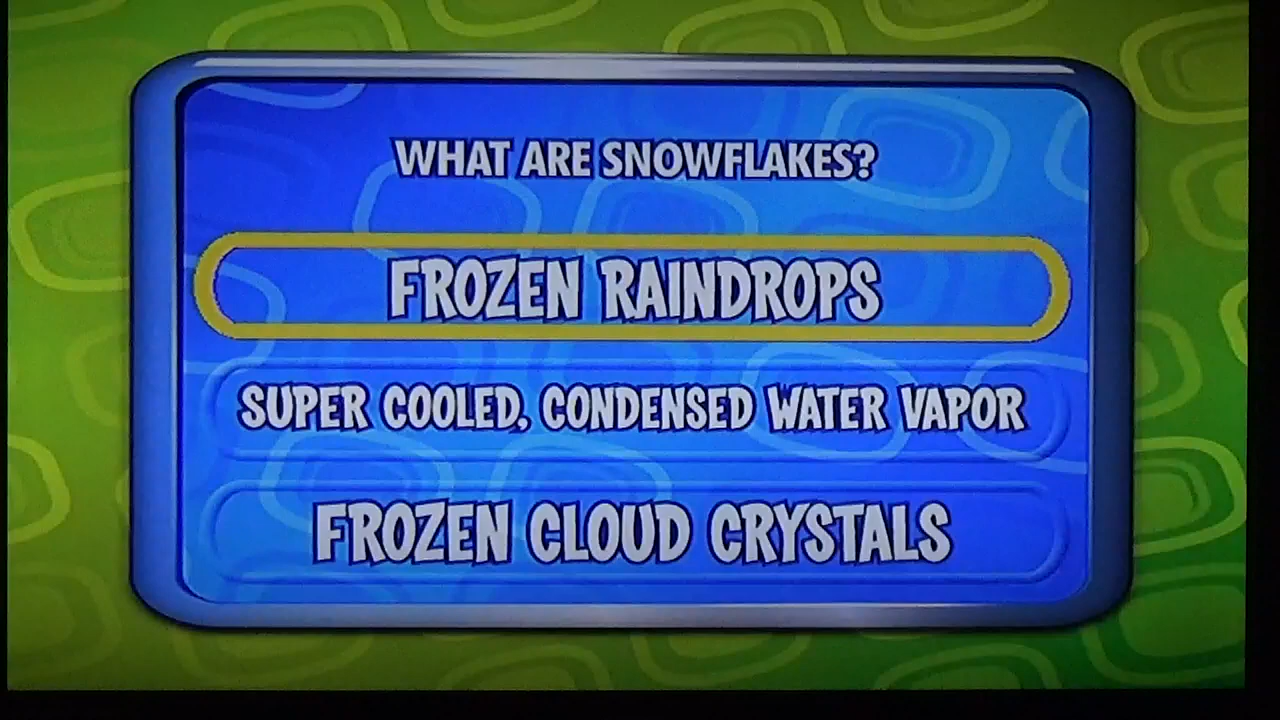 WHAT ARE SNOWFLAKES?
FROZEN RAINDROPS
SUPER COOLED, CONDENSED WATER VAPOR
FROZEN CLOUD CRYSTALS